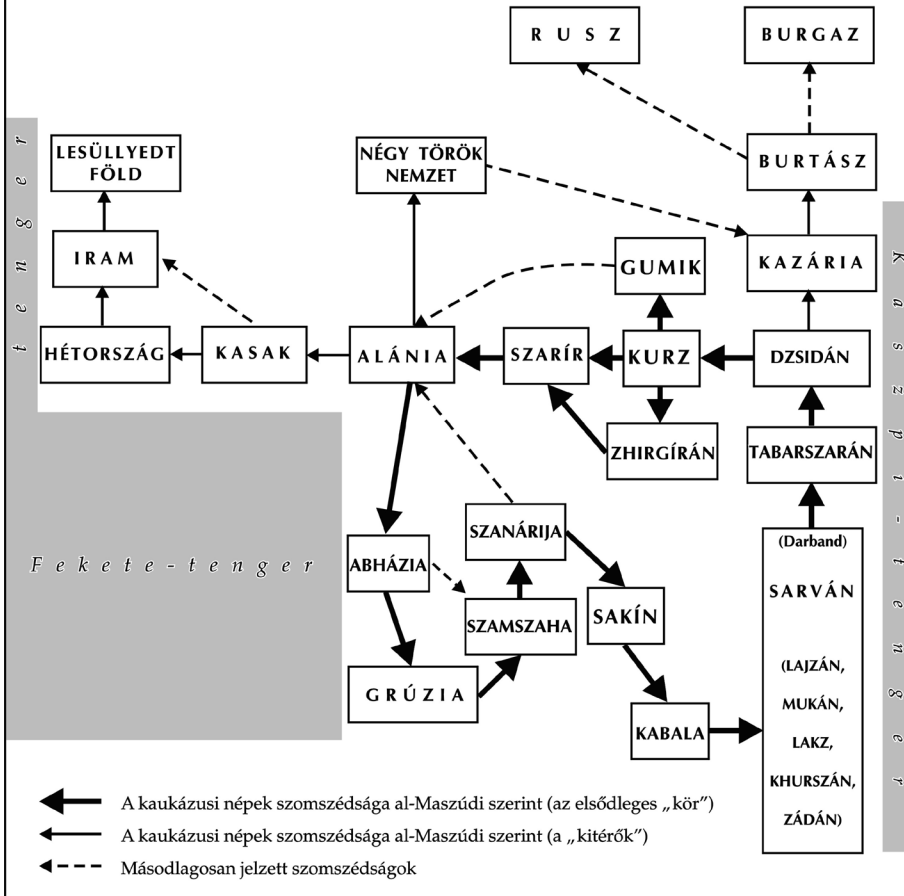 R U S Z
BURGAZ
LESÜLLYEDT
FÖLD
NÉGY TÖRÖK
NEMZET
BURTÁSZ
IRAM
GUMIK
KAZÁRIA
tenger
HÉTORSZÁG
KASAK
ALÁNIA
SZARÍR
KURZ
DZSIDÁN
ZHIRGÍRÁN
TABARSZARÁN
Kaszpi-tenger
Fekete-tenger
SZANÁRIJA
ABHÁZIA
SZAMSZAHA
SAKÍN
GRÚZIA
KABALA
(Darband)
SARVÁN
(LAJZÁN,
MUKÁN,
LAKZ,
KHURSZÁN,
ZÁDÁN)
A kaukázusi népek szomszédsága al-Maszúdi szerint (az elsődleges „kör”)
A kaukázusi népek szomszédsága al-Maszúdi szerint (a „kitérők”)
Másodlagosan jelzett szomszédságok